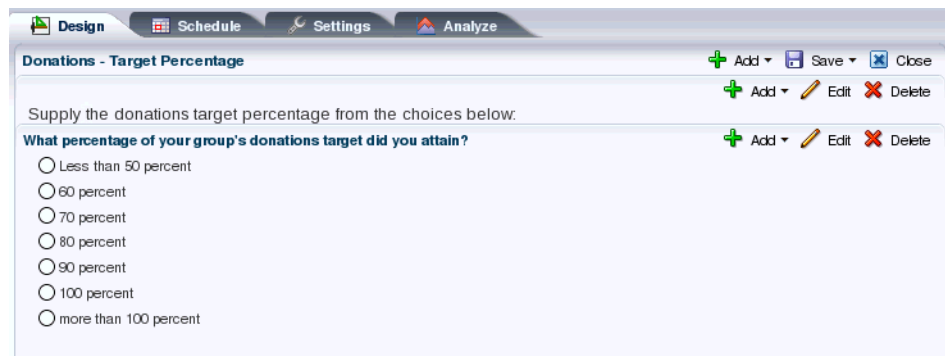 Design Schedule Settings Analyze
Donations - Target Percentage Add Save Close
Add Edit Delete
Supply the donations target percentage from the choices below:
What percentage of your group's donations target did you attain? Add Edit Delete
Less than 50 percent
60 percent
70 percent
80 percent
90 percent
100 percent
more than 100 percent